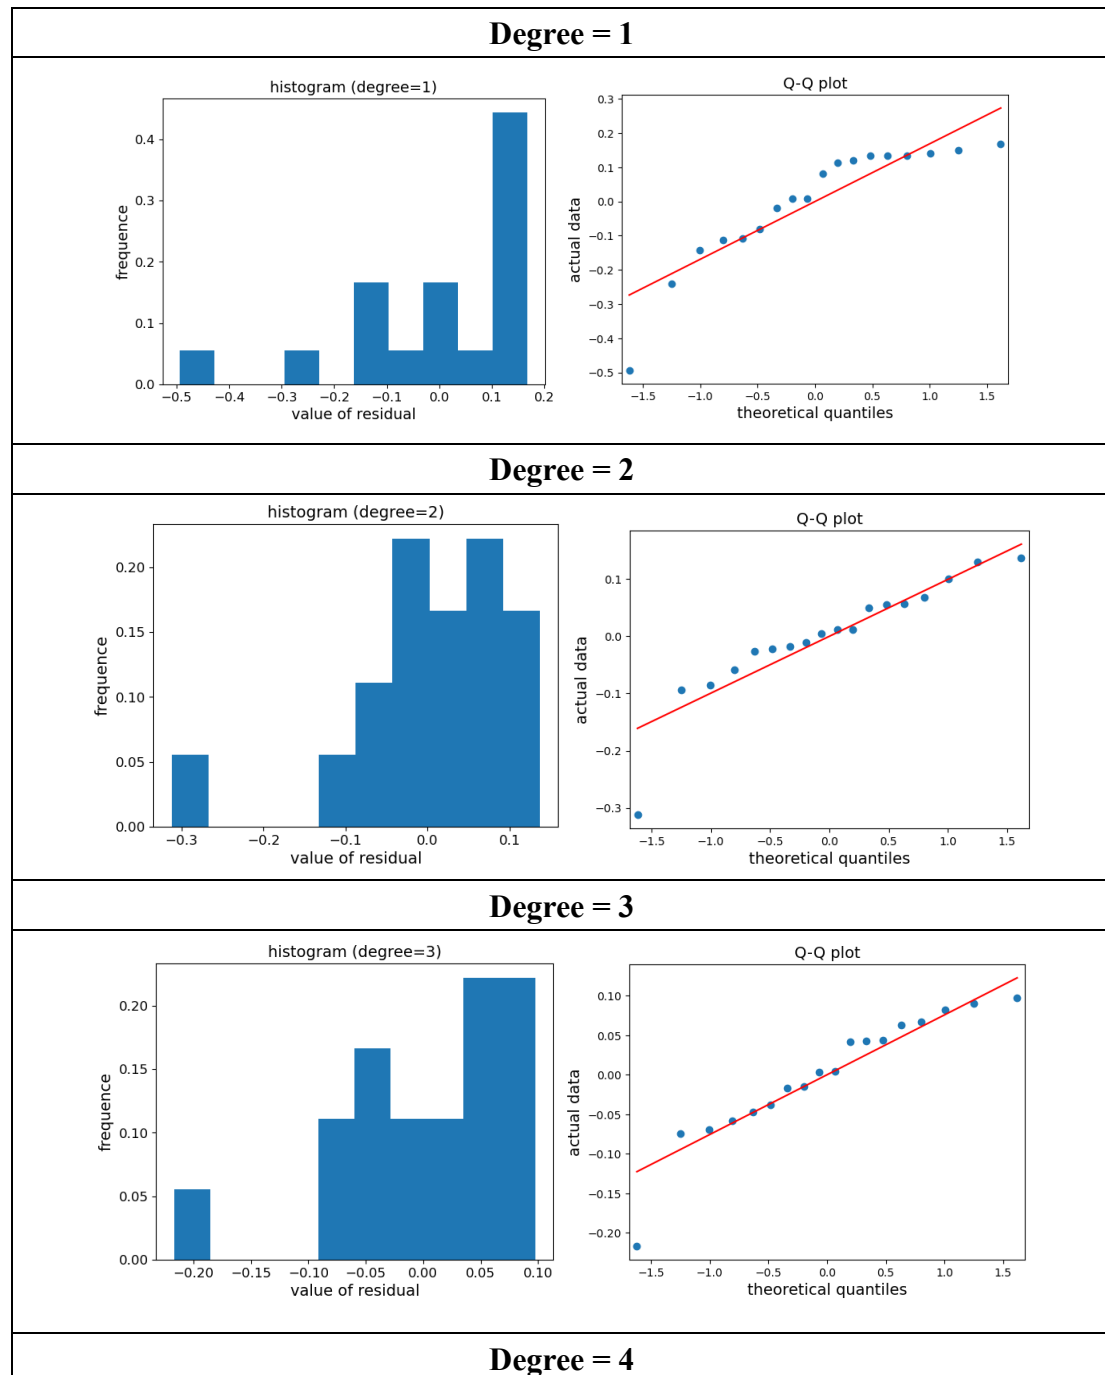 Degree = 1
histogram (degree=1)
frequence
0.4
0.3
0.2
0.1
0.0
−0.5 −0.4 −0.3 −0.2 −0.1 0.0 0.1 0.2
value of residual
Q-Q plot
actual data
0.3
0.2
0.1
0.0
−0.1
−0.2
−0.3
−0.4
−0.5
−1.5 −1.0 −0.5 0.0 0.5 1.0 1.5
theoretical quantiles
Degree = 2
histogram (degree=2)
frequence
0.20
0.15
0.10
0.05
0.00
−0.3 −0.2 −0.1 0.0 0.1
value of residual
Q-Q plot
actual data
0.1
0.0
−0.1
−0.2
−0.3
−1.5 −1.0 −0.5 0.0 0.5 1.0 1.5
theoretical quantiles
Degree = 3
histogram (degree=3)
frequence
0.20
0.15
0.10
0.05
0.00
−0.20 −0.15 −0.10 −0.05 0.00 0.05 0.10
value of residual
Q-Q plot
actual data
0.10
0.05
0.00
−0.05
−0.10
−0.15
−0.20
−1.5 −1.0 −0.5 0.0 0.5 1.0 1.5
theoretical quantiles
Degree = 4